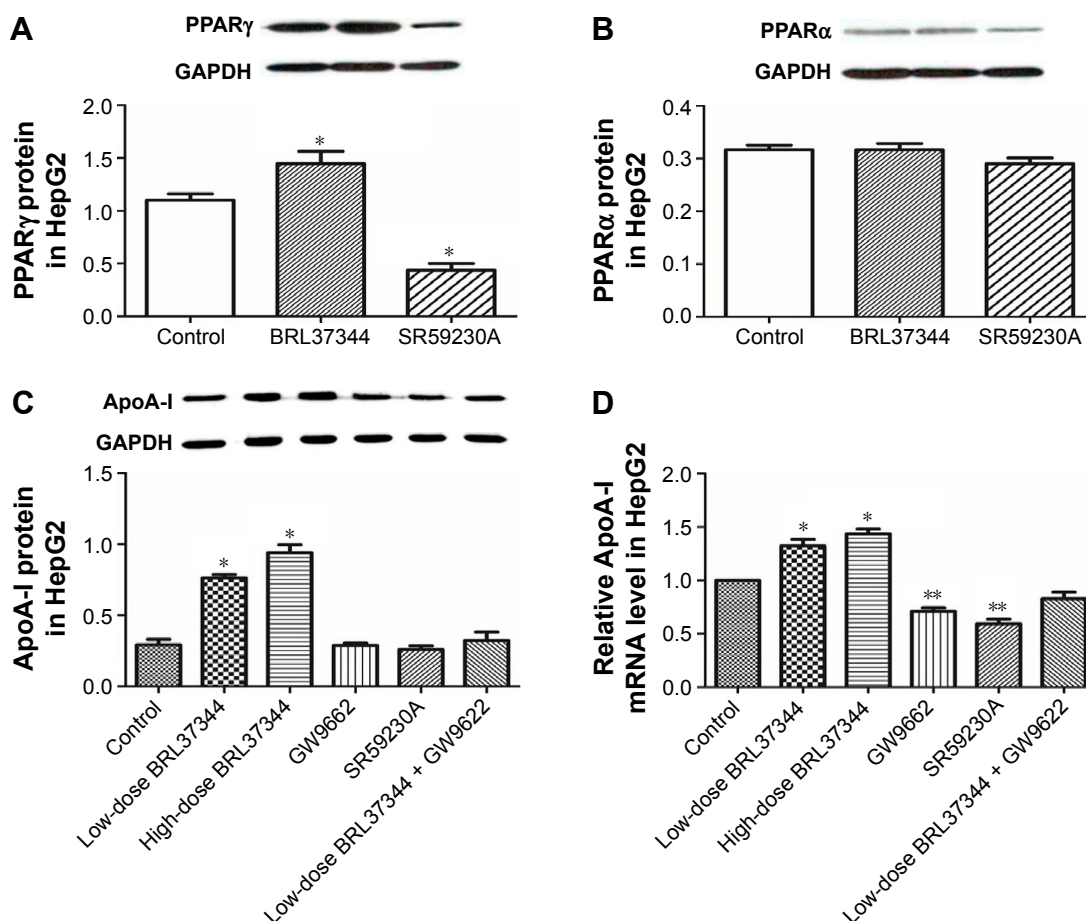 A
PPARγ
GAPDH
2.0
1.5
1.0
0.5
0.0
PPARγ protein
in HepG2
*
*
Control
BRL37344
SR59230A
B
PPARα
GAPDH
0.4
0.3
0.2
0.1
0.0
PPARα protein
in HepG2
Control
BRL37344
SR59230A
C
ApoA-I
GAPDH
1.5
1.0
0.5
0.0
ApoA-I protein
in HepG2
*
*
Control
Low-dose BRL37344
High-dose BRL37344
GW9662
SR59230A
Low-dose BRL37344 + GW9622
D
2.0
1.5
1.0
0.5
0.0
Relative ApoA-I
mRNA level in HepG2
*
*
**
**
Control
Low-dose BRL37344
High-dose BRL37344
GW9662
SR59230A
Low-dose BRL37344 + GW9622